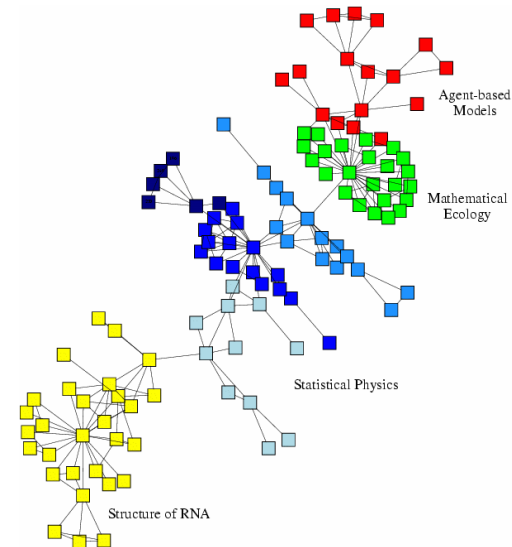 Agent-based
Models
Mathematical
Ecology
Statistical Physics
Structure of RNA